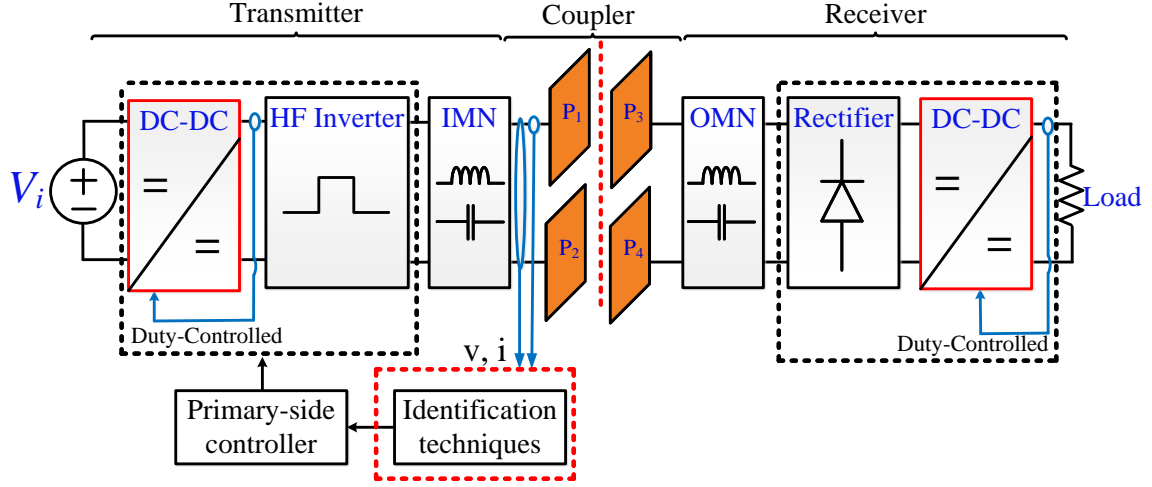 Transmitter
Coupler
Receiver
DC-DC
HF Inverter
IMN
P1
P3
OMN
Rectifier
DC-DC
Vi
Load
P2
P4
Duty-Controlled
Duty-Controlled
v, i
Primary-side
controller
Identification
techniques